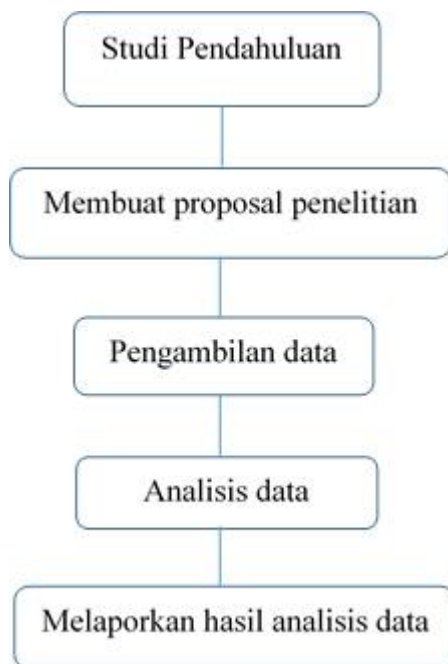 Studi Pendahuluan
Membuat proposal penelitian
Pengambilan data
Analisis data
Melaporkan hasil analisis data